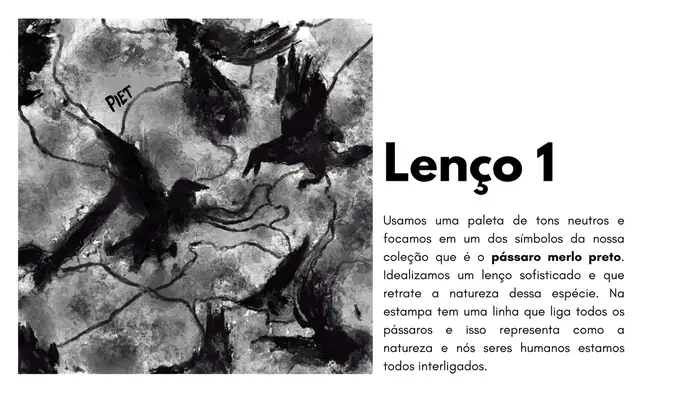 PIET
Lenço 1
Usamos uma paleta de tons neutros e
focamos em um dos símbolos da nossa
coleção que é o pássaro merlo preto.
Idealizamos um lenço sofisticado e que
retrate a natureza dessa espécie. Na
estampa tem uma linha que liga todos os
pássaros e isso representa como a
natureza e nós seres humanos estamos
todos interligados.